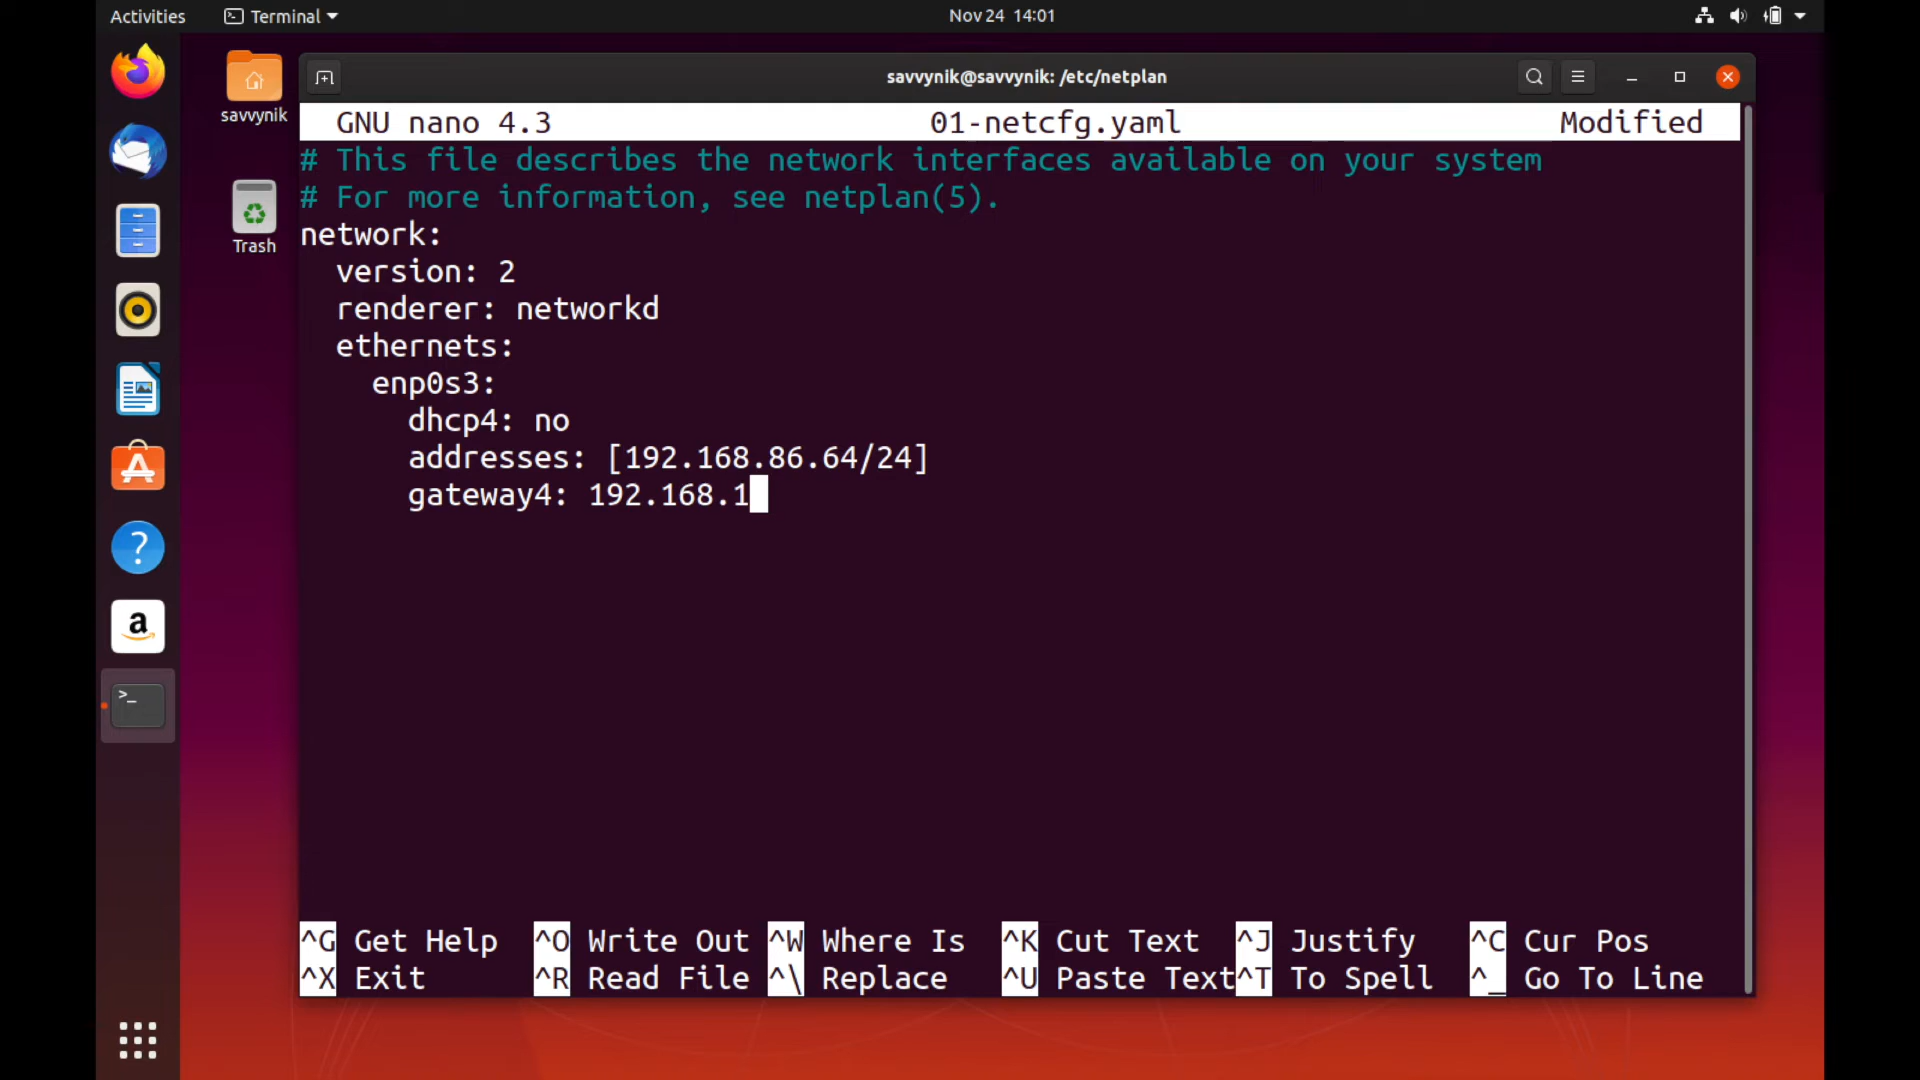 Activities
Terminal
Nov 24 14:01
savvynik
Trash
savvynik@savvynik: /etc/netplan
GNU nano 4.3
01-netcfg.yaml
Modified
# This file describes the network interfaces available on your system
# For more information, see netplan(5).
network:
  version: 2
  renderer: networkd
  ethernets:
    enp0s3:
      dhcp4: no
      addresses: [192.168.86.64/24]
      gateway4: 192.168.1
^G Get Help ^O Write Out ^W Where Is ^K Cut Text ^J Justify ^C Cur Pos
^X Exit ^R Read File ^\ Replace ^U Paste Text ^T To Spell ^_ Go To Line